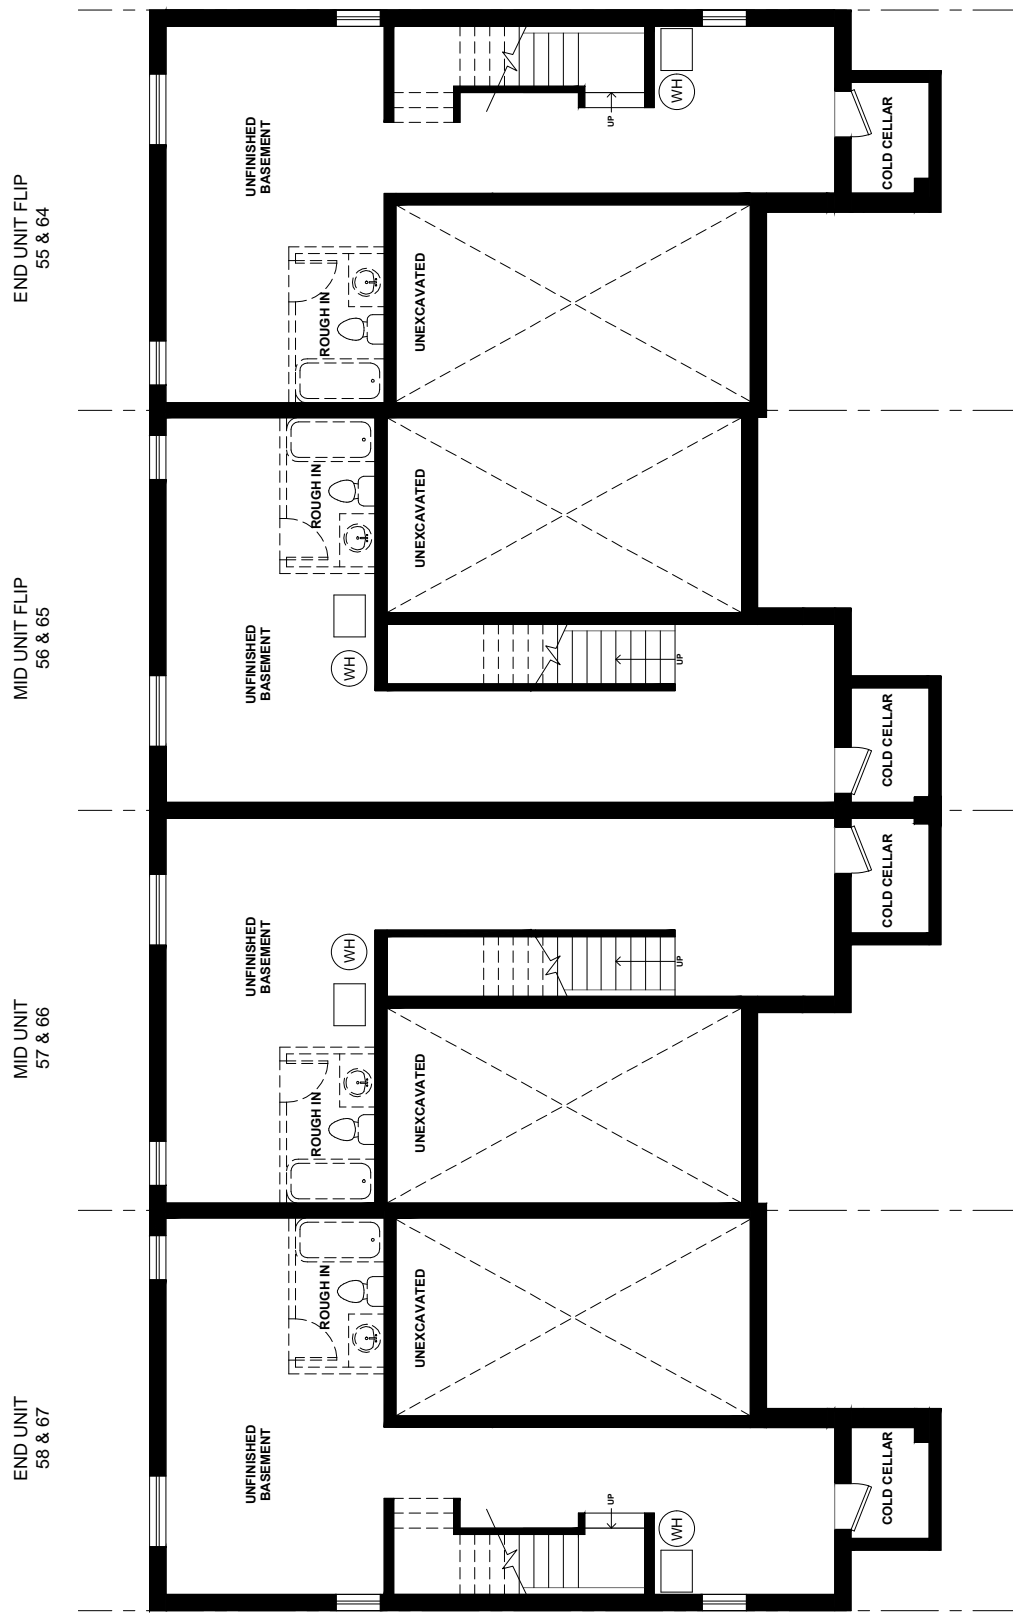 END UNIT
58 & 67
MID UNIT
57 & 66
MID UNIT FLIP
56 & 65
END UNIT FLIP
55 & 64
UNFINISHED
BASEMENT
ROUGH IN
UNEXCAVATED
UP
WH
COLD CELLAR
UNFINISHED
BASEMENT
WH
ROUGH IN
UNEXCAVATED
UP
COLD CELLAR
UNFINISHED
BASEMENT
WH
ROUGH IN
UNEXCAVATED
UP
COLD CELLAR
UNFINISHED
BASEMENT
ROUGH IN
UNEXCAVATED
UP
WH
COLD CELLAR